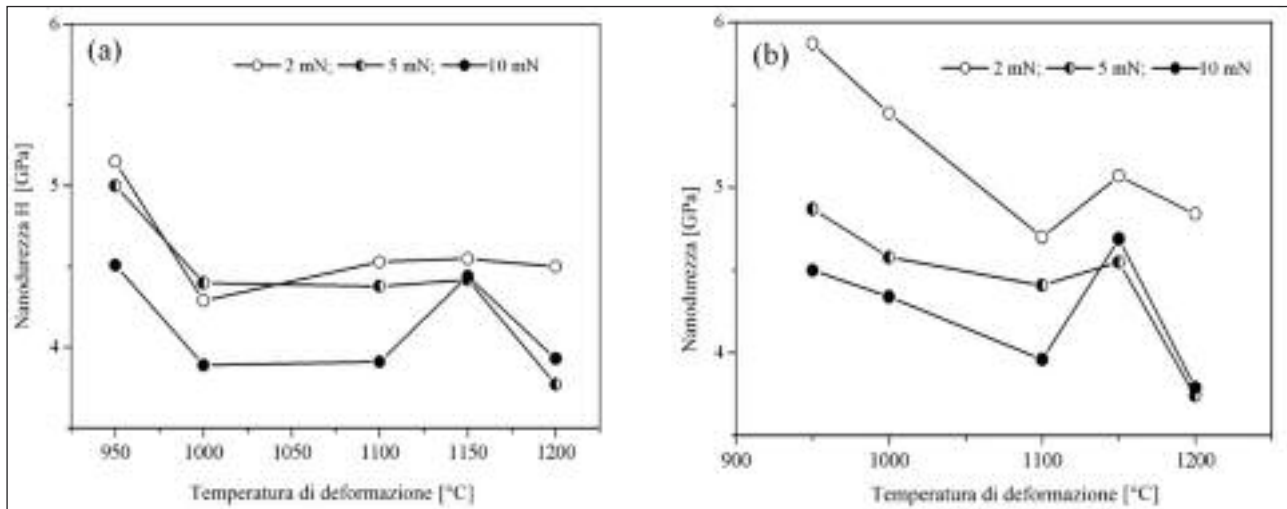 (a)
2 mN; 5 mN; 10 mN
Nanodurezza H [GPa]
6
5
4
950 1000 1050 1100 1150 1200
Temperatura di deformazione [°C]
(b)
2 mN; 5 mN; 10 mN
Nanodurezza [GPa]
6
5
4
900 1000 1100 1200
Temperatura di deformazione [°C]